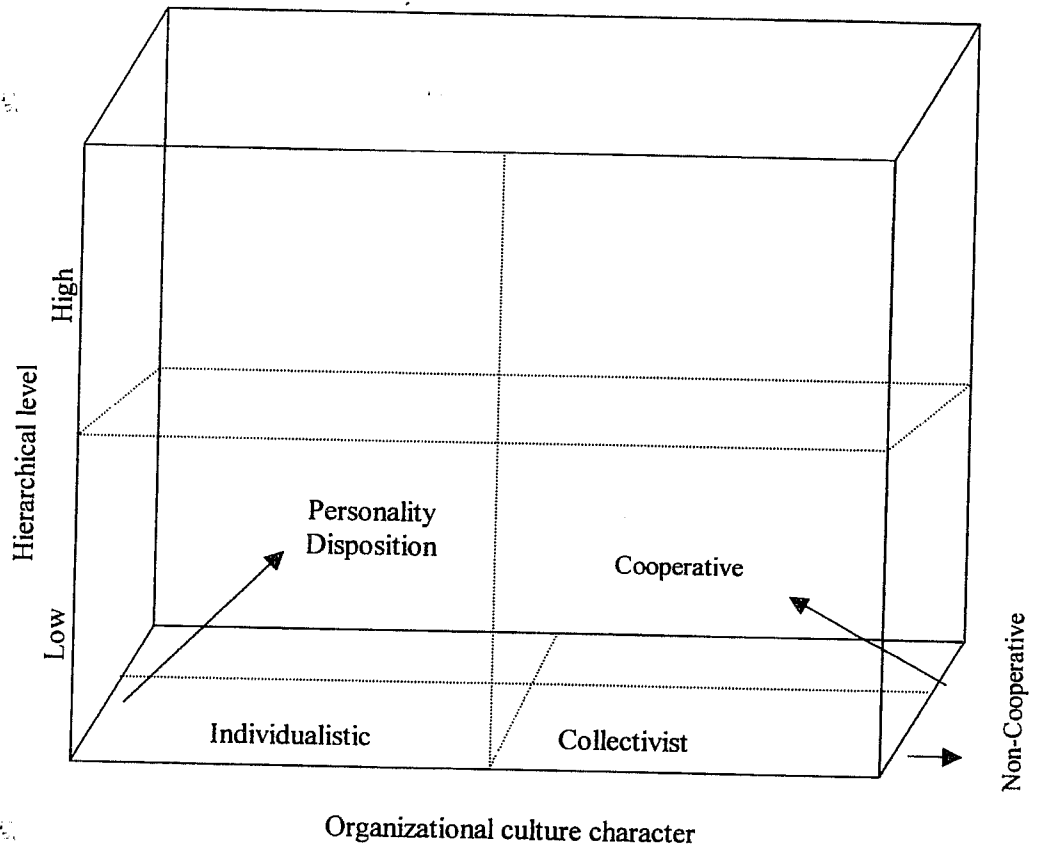 High
Hierarchical level
Low
Personality
Disposition
Cooperative
Non-Cooperative
Individualistic
Collectivist
Organizational culture character